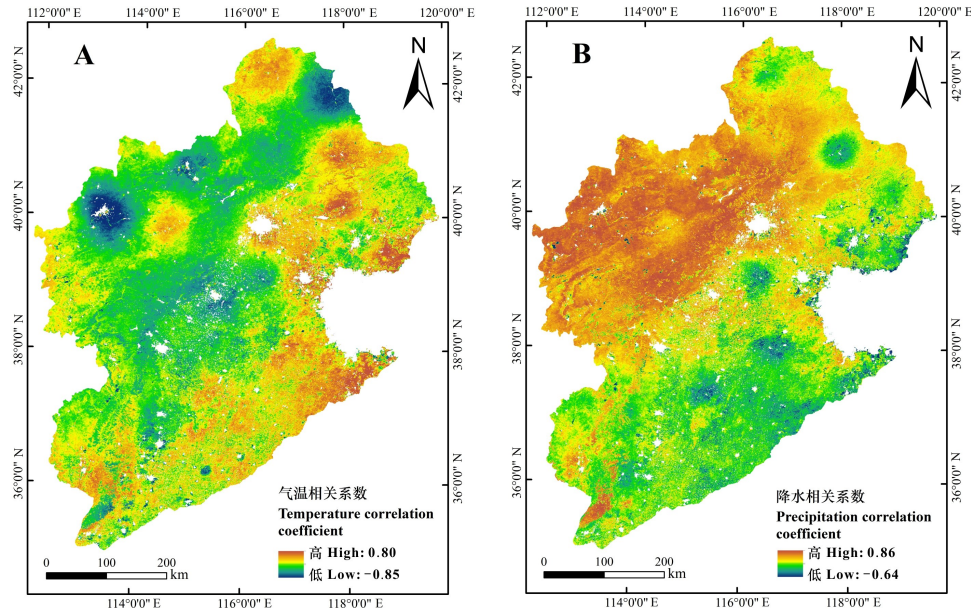 112°0'0" E 114°0'0" E 116°0'0" E 118°0'0" E 120°0'0" E
A
N
42°0'0" N
40°0'0" N
38°0'0" N
36°0'0" N
42°0'0" N
40°0'0" N
38°0'0" N
36°0'0" N
气温相关系数
Temperature correlation
coefficient
高 High: 0.80
低 Low: −0.85
0 100 200
km
114°0'0" E 116°0'0" E 118°0'0" E
112°0'0" E 114°0'0" E 116°0'0" E 118°0'0" E 120°0'0" E
B
N
42°0'0" N
40°0'0" N
38°0'0" N
36°0'0" N
42°0'0" N
40°0'0" N
38°0'0" N
36°0'0" N
降水相关系数
Precipitation correlation
coefficient
高 High: 0.86
低 Low: −0.64
0 100 200
km
114°0'0" E 116°0'0" E 118°0'0" E